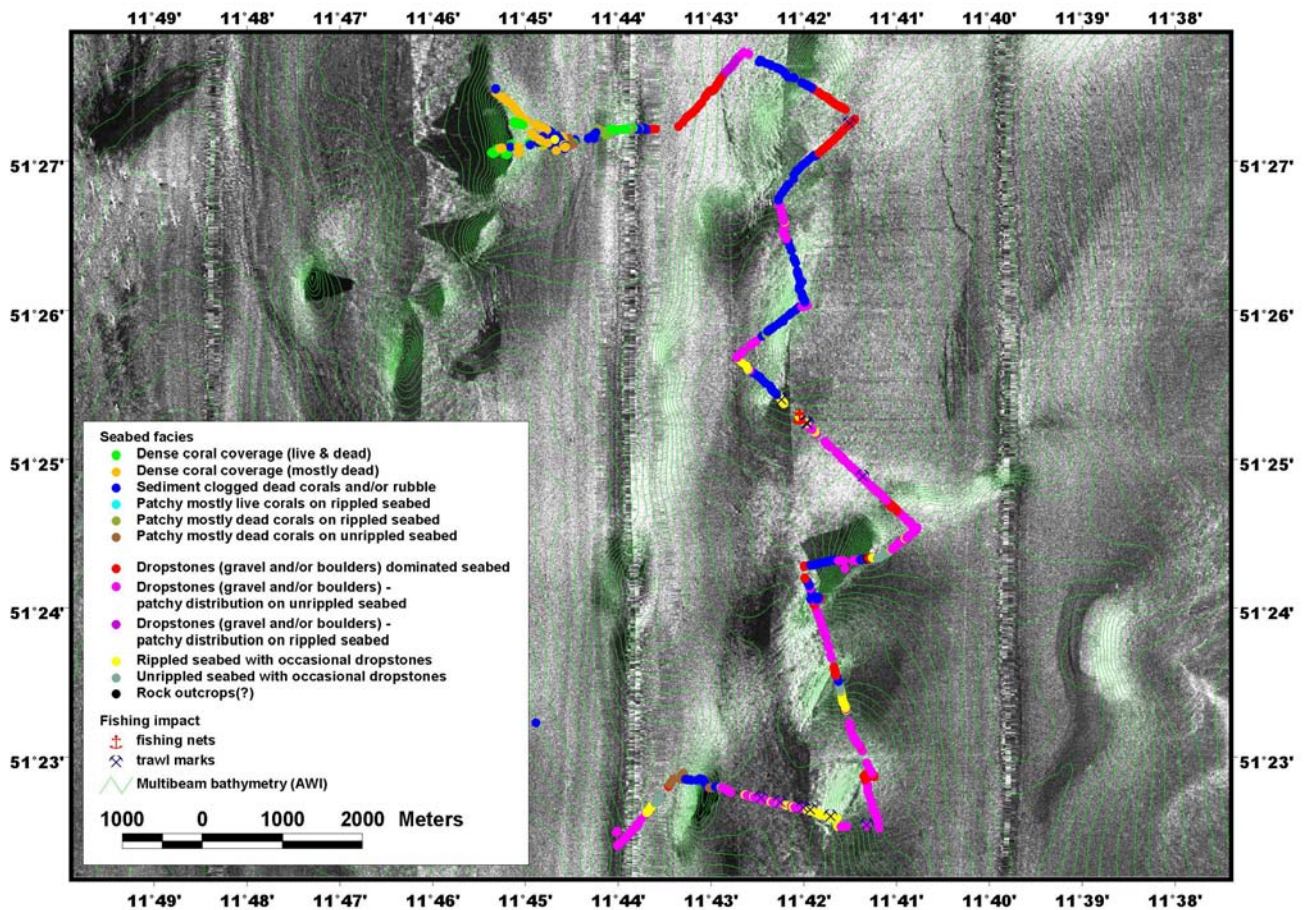 11°49' 11°48' 11°47' 11°46' 11°45' 11°44' 11°43' 11°42' 11°41' 11°40' 11°39' 11°38'
51°27' 51°27'
51°26' 51°26'
51°25' 51°25'
51°24' 51°24'
51°23' 51°23'
Seabed facies
Dense coral coverage (live & dead)
Dense coral coverage (mostly dead)
Sediment clogged dead corals and/or rubble
Patchy mostly live corals on rippled seabed
Patchy mostly dead corals on rippled seabed
Patchy mostly dead corals on unrippled seabed
Dropstones (gravel and/or boulders) dominated seabed
Dropstones (gravel and/or boulders) -
patchy distribution on unrippled seabed
Dropstones (gravel and/or boulders) -
patchy distribution on rippled seabed
Rippled seabed with occasional dropstones
Unrippled seabed with occasional dropstones
Rock outcrops(?)
Fishing impact
fishing nets
trawl marks
Multibeam bathymetry (AWI)
1000 0 1000 2000 Meters
11°49' 11°48' 11°47' 11°46' 11°45' 11°44' 11°43' 11°42' 11°41' 11°40' 11°39' 11°38'